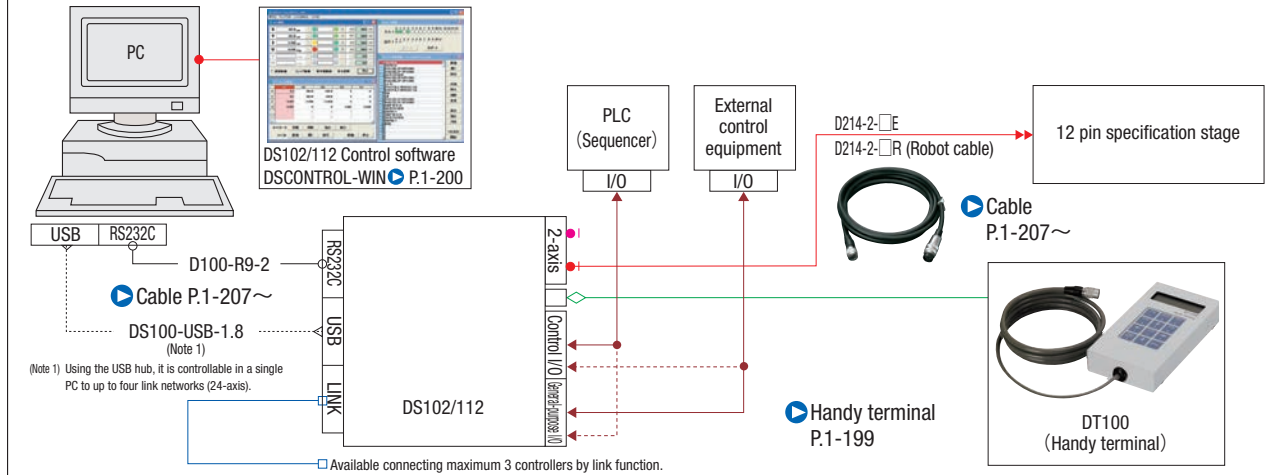 PC
DS102/112 Control software
DSCONTROL-WIN P.1-200
PLC
(Sequencer)
I/O
External
control
equipment
I/O
D214-2-□E
D214-2-□R (Robot cable)
12 pin specification stage
Cable
P.1-207～
USB
RS232C
D100-R9-2
Cable P.1-207～
DS100-USB-1.8
(Note 1)
(Note 1) Using the USB hub, it is controllable in a single
PC to up to four link networks (24-axis).
RS232C
USB
LINK
DS102/112
2-axis
Control I/O
General-purpose I/O
Handy terminal
P.1-199
DT100
(Handy terminal)
Available connecting maximum 3 controllers by link function.